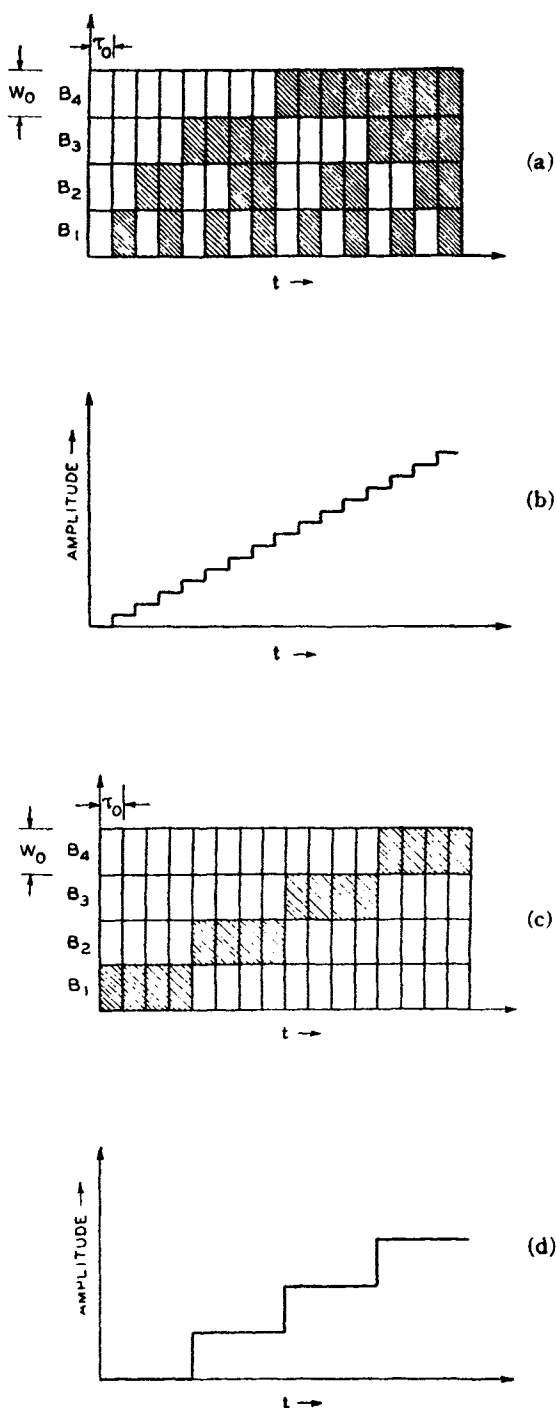 τ₀
W₀
B₄
B₃
B₂
B₁
t →
(a)
AMPLITUDE →
t →
(b)
τ₀
W₀
B₄
B₃
B₂
B₁
t →
(c)
AMPLITUDE →
t →
(d)